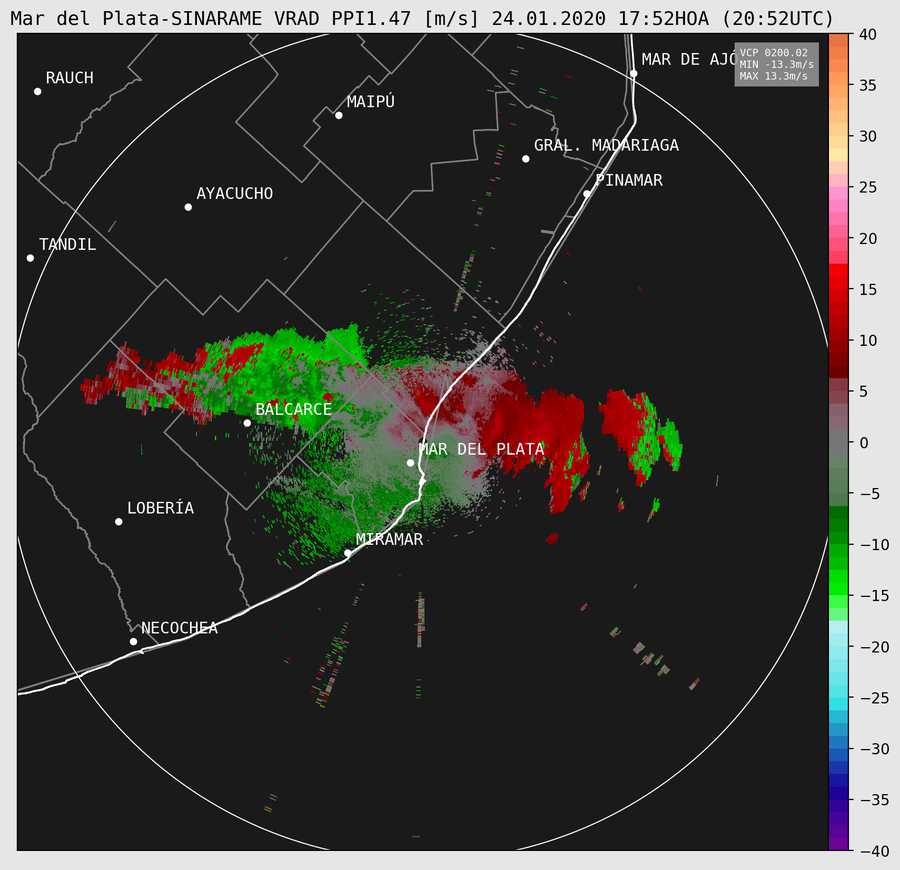 Mar del Plata-SINARAME VRAD PPI1.47 [m/s] 24.01.2020 17:52HOA (20:52UTC)
MAR DE AJÓ
VCP 0200.02
MIN -13.3m/s
MAX 13.3m/s
RAUCH
MAIPÚ
GRAL. MADARIAGA
PINAMAR
AYACUCHO
TANDIL
BALCARCE
MAR DEL PLATA
LOBERÍA
MIRAMAR
NECOCHEA
40
35
30
25
20
15
10
5
0
−5
−10
−15
−20
−25
−30
−35
−40